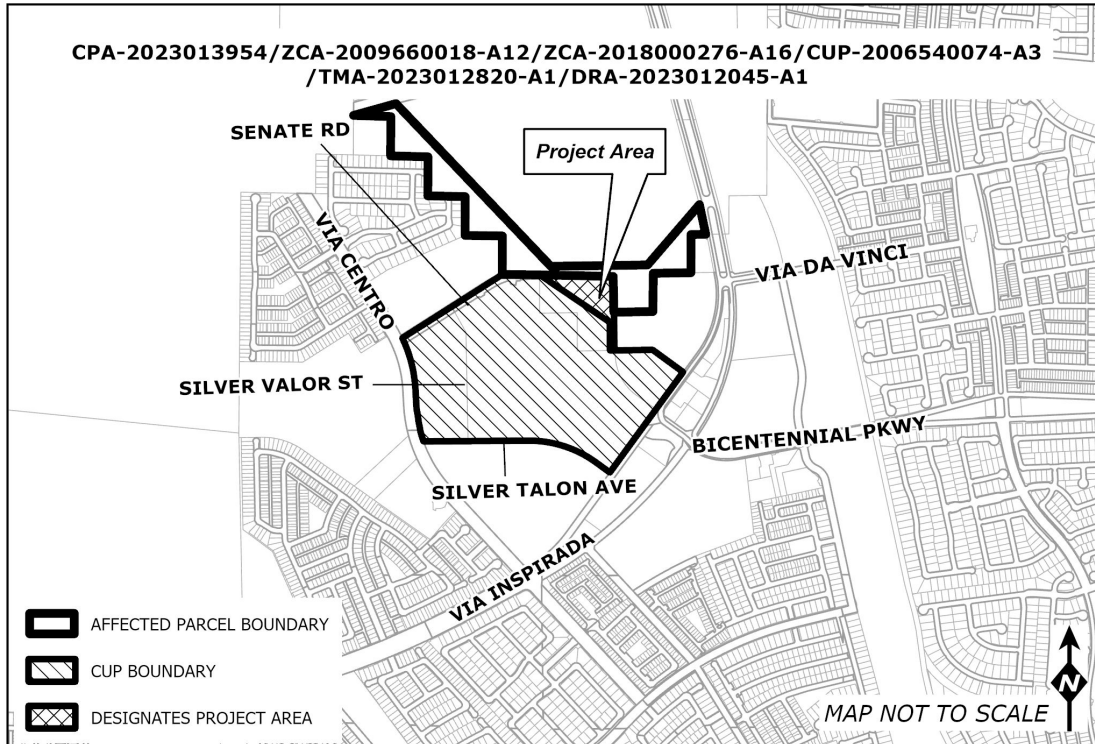 CPA-2023013954/ZCA-2009660018-A12/ZCA-2018000276-A16/CUP-2006540074-A3
/TMA-2023012820-A1/DRA-2023012045-A1
SENATE RD
Project Area
VIA CENTRO
VIA DA VINCI
SILVER VALOR ST
BICENTENNIAL PKWY
SILVER TALON AVE
VIA INSPIRADA
AFFECTED PARCEL BOUNDARY
CUP BOUNDARY
DESIGNATES PROJECT AREA
N
MAP NOT TO SCALE